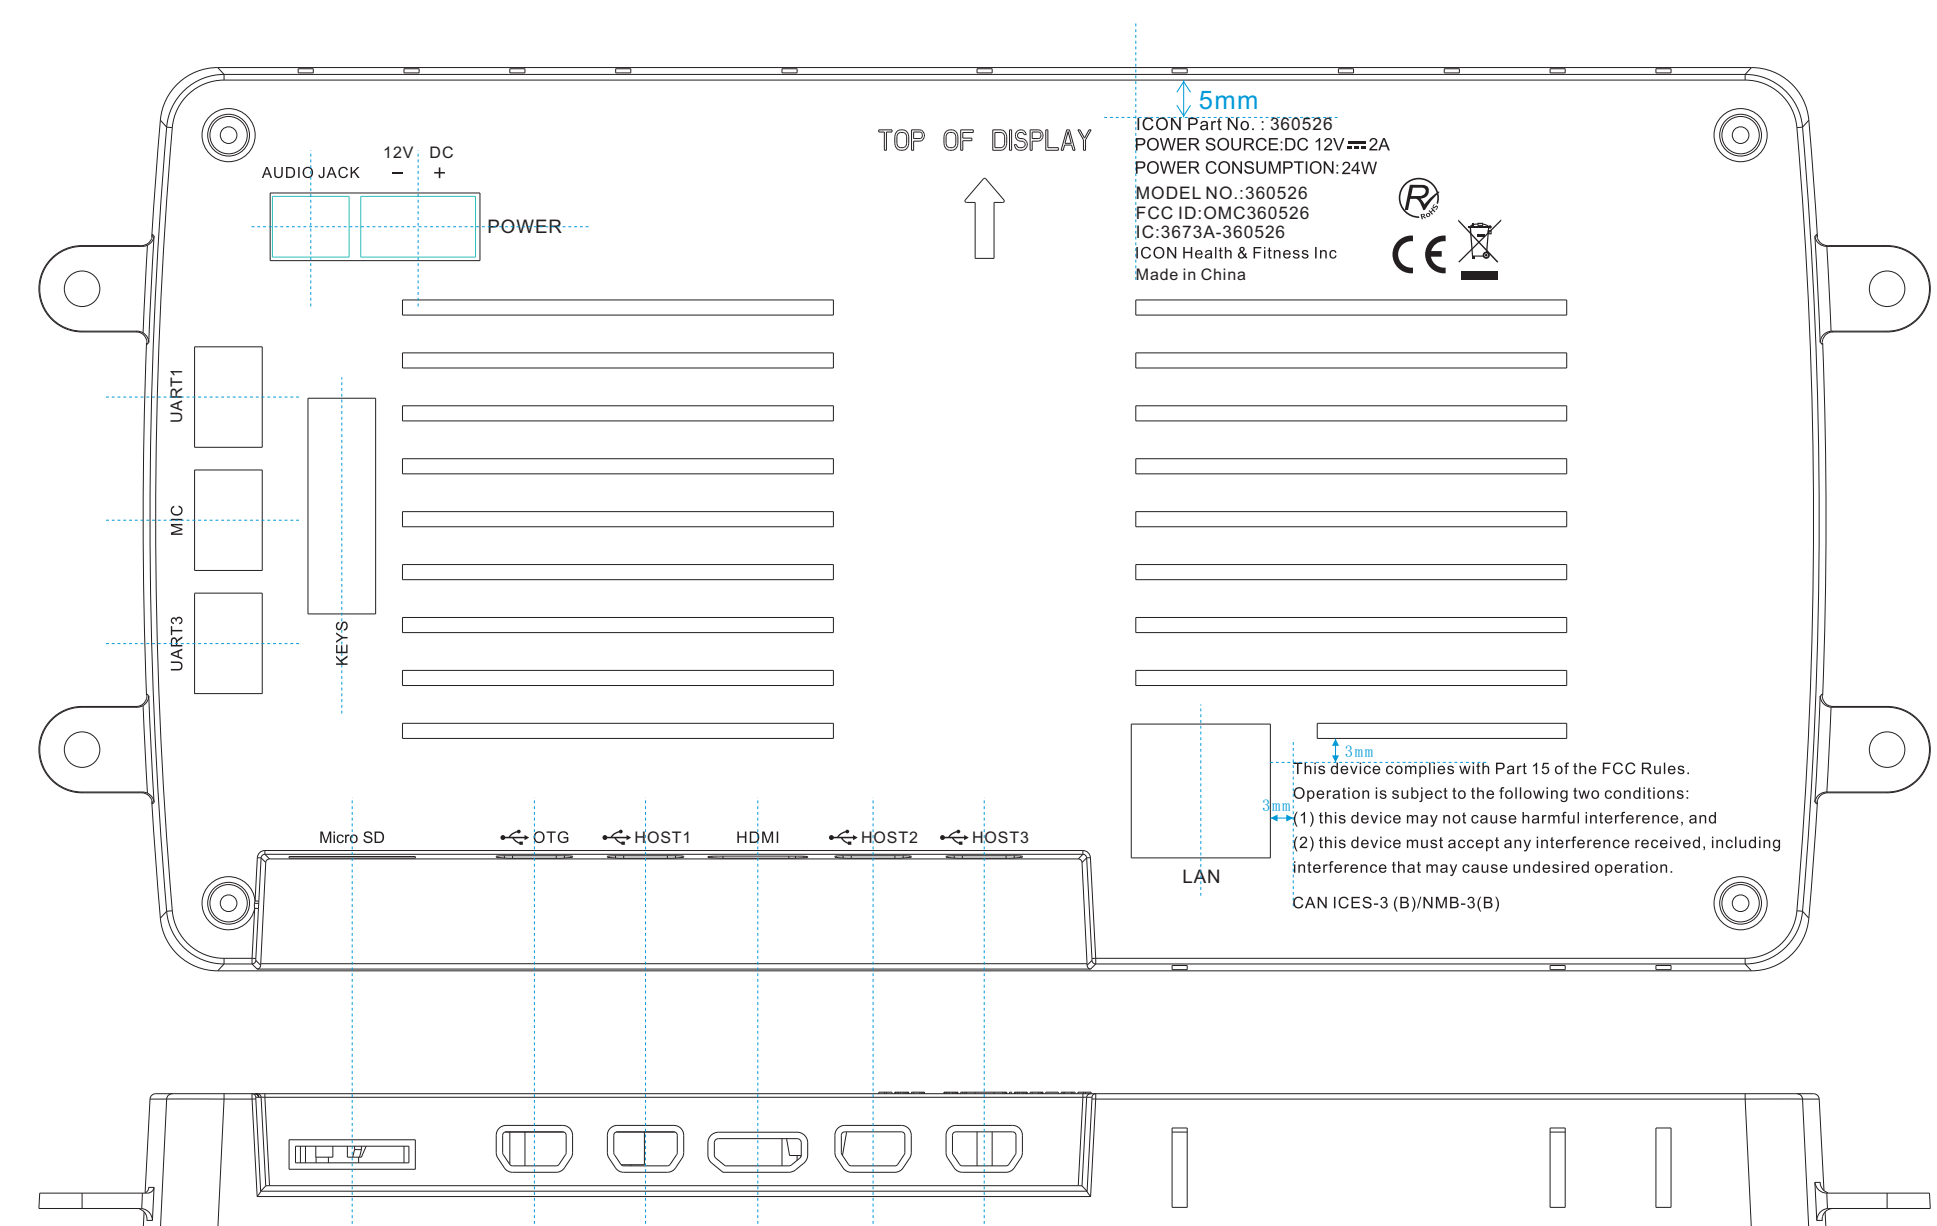 5mm
TOP OF DISPLAY
ICON Part No. : 360526
POWER SOURCE:DC 12V⎓2A
POWER CONSUMPTION:24W
MODEL NO.:360526
FCC ID:OMC360526
IC:3673A-360526
ICON Health & Fitness Inc
Made in China
RoHS
CE
12V DC
AUDIO JACK − +
POWER
UART1
MIC
UART3
KEYS
3mm
This device complies with Part 15 of the FCC Rules.
Operation is subject to the following two conditions:
3mm
(1) this device may not cause harmful interference, and
(2) this device must accept any interference received, including
interference that may cause undesired operation.
CAN ICES-3 (B)/NMB-3(B)
LAN
Micro SD OTG HOST1 HDMI HOST2 HOST3